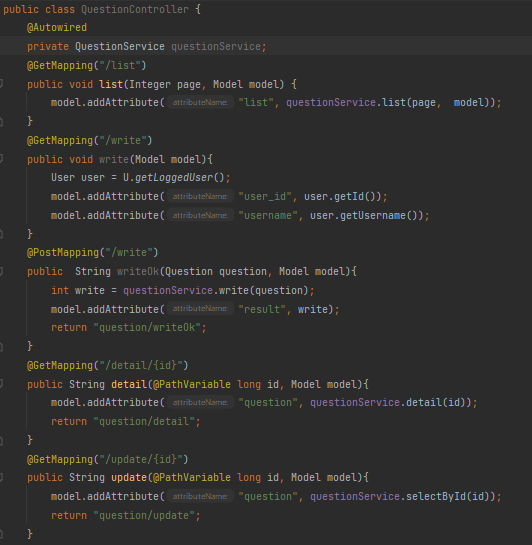 public class QuestionController {
@Autowired
private QuestionService questionService;
@GetMapping("/list")
public void list(Integer page, Model model) {
model.addAttribute( attributeName: "list", questionService.list(page,  model));
}
@GetMapping("/write")
public void write(Model model){
User user = U.getLoggedUser();
model.addAttribute( attributeName: "user_id", user.getId());
model.addAttribute( attributeName: "username", user.getUsername());
}
@PostMapping("/write")
public  String writeOk(Question question, Model model){
int write = questionService.write(question);
model.addAttribute( attributeName: "result", write);
return "question/writeOk";
}
@GetMapping("/detail/{id}")
public String detail(@PathVariable long id, Model model){
model.addAttribute( attributeName: "question", questionService.detail(id));
return "question/detail";
}
@GetMapping("/update/{id}")
public String update(@PathVariable long id, Model model){
model.addAttribute( attributeName: "question", questionService.selectById(id));
return "question/update";
}